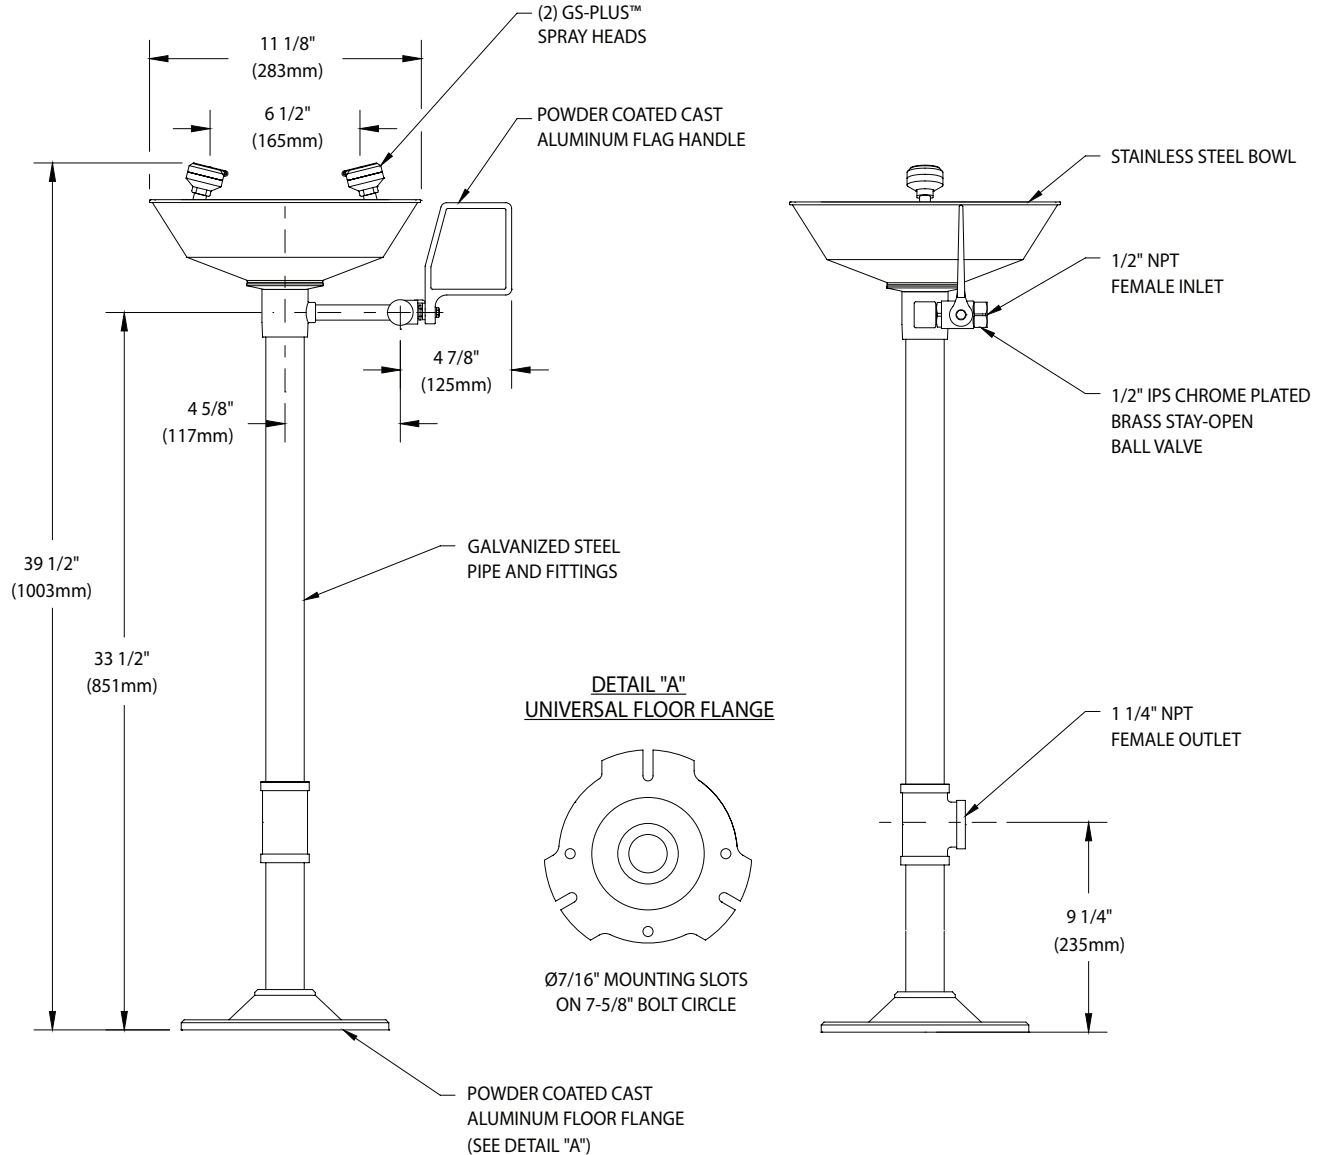 (2) GS-PLUS™
SPRAY HEADS
11 1/8"
(283mm)
6 1/2"
(165mm)
POWDER COATED CAST
ALUMINUM FLAG HANDLE
STAINLESS STEEL BOWL
1/2" NPT
FEMALE INLET
4 7/8"
(125mm)
4 5/8"
(117mm)
1/2" IPS CHROME PLATED
BRASS STAY-OPEN
BALL VALVE
39 1/2"
(1003mm)
GALVANIZED STEEL
PIPE AND FITTINGS
33 1/2"
(851mm)
DETAIL "A"
UNIVERSAL FLOOR FLANGE
1 1/4" NPT
FEMALE OUTLET
9 1/4"
(235mm)
Ø7/16" MOUNTING SLOTS
ON 7-5/8" BOLT CIRCLE
POWDER COATED CAST
ALUMINUM FLOOR FLANGE
(SEE DETAIL "A")